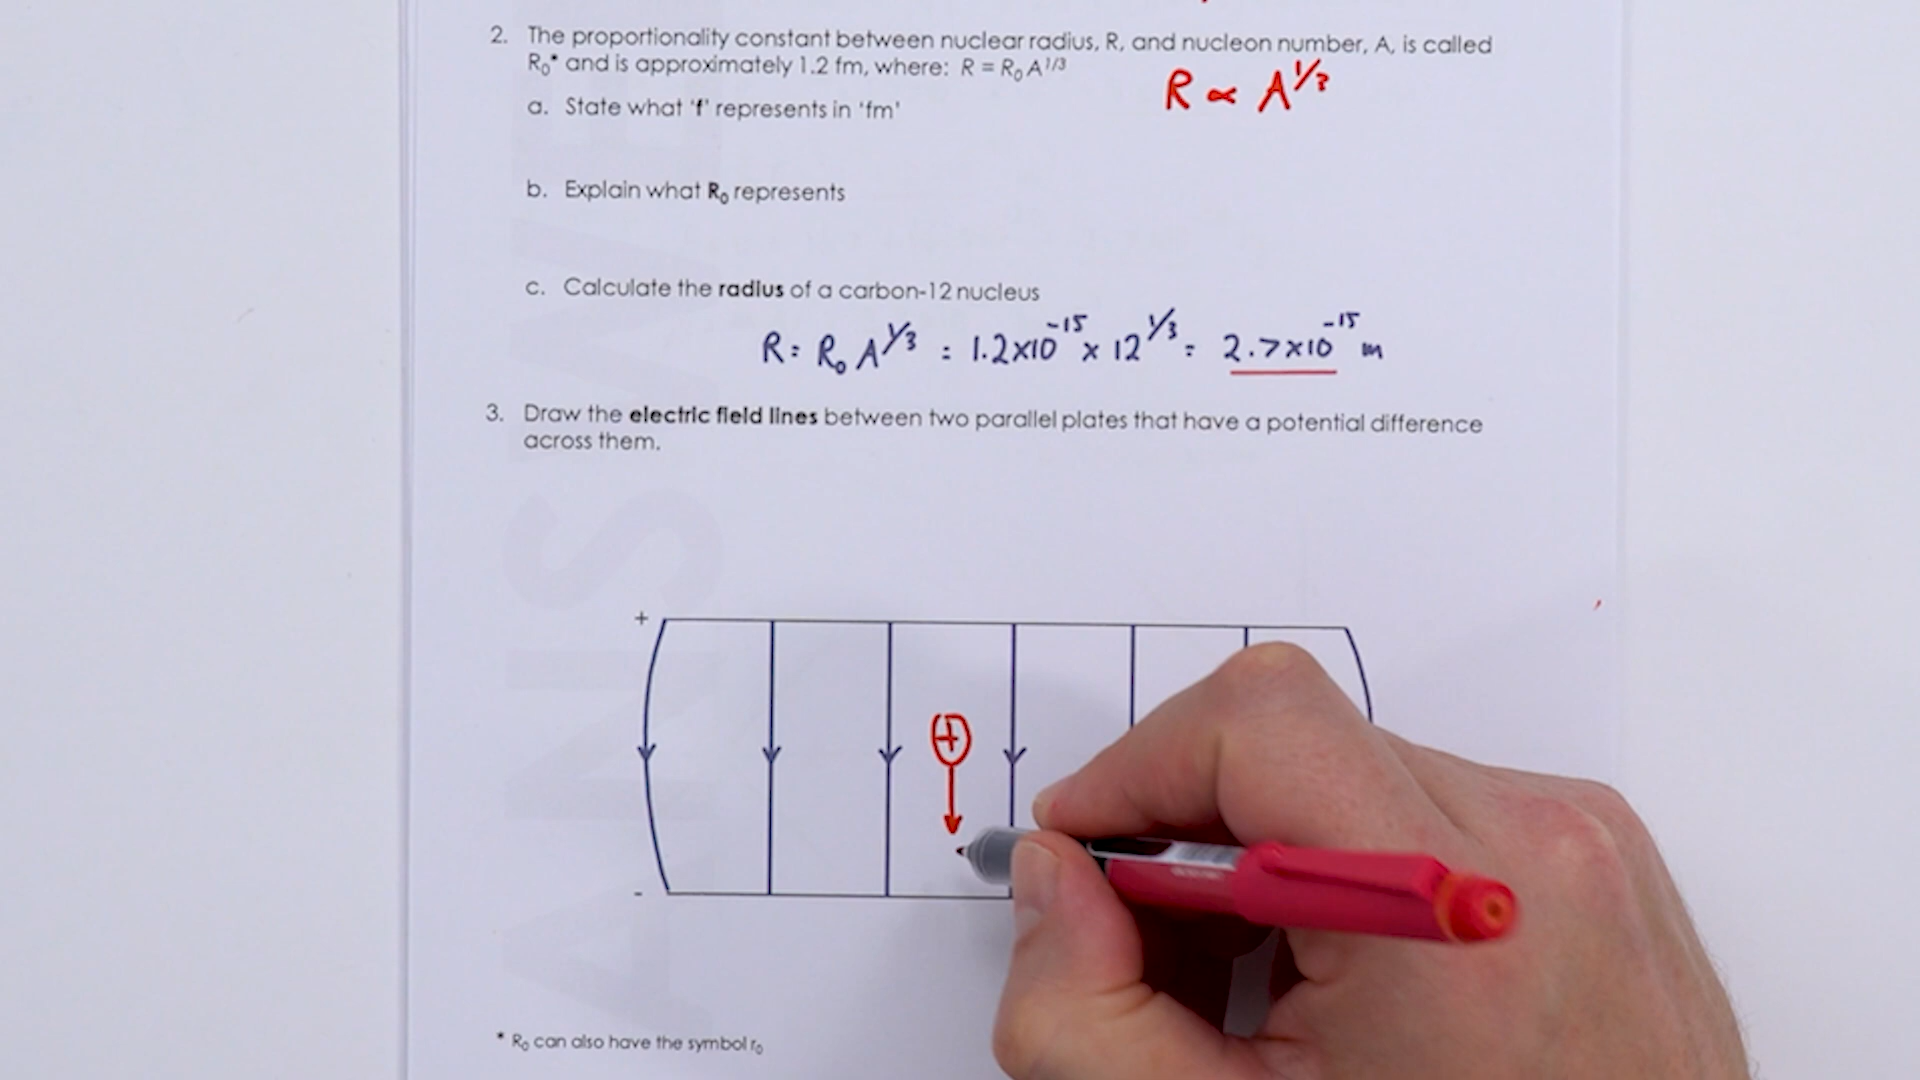 2. The proportionality constant between nuclear radius, R, and nucleon number, A, is called
R₀* and is approximately 1.2 fm, where: R = R₀ A^1/3
R ∝ A^1/3
a. State what 'f' represents in 'fm'
b. Explain what R₀ represents
c. Calculate the radius of a carbon-12 nucleus
R = R₀ A^1/3 = 1.2×10^-15 × 12^1/3 = 2.7×10^-15 m
3. Draw the electric field lines between two parallel plates that have a potential difference
across them.
+
+
-
* R₀ can also have the symbol r₀